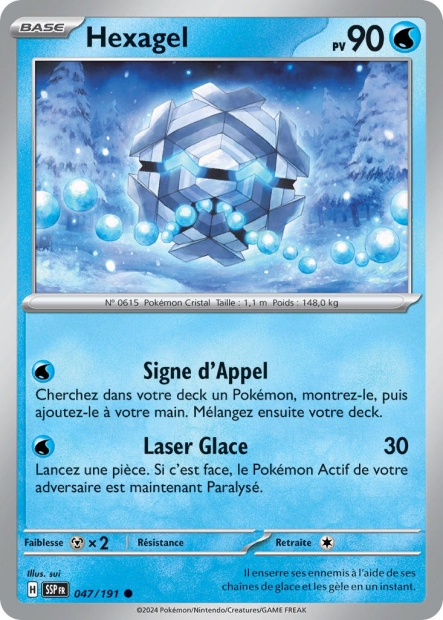 BASE Hexagel PV 90
N° 0615 Pokémon Cristal Taille : 1,1 m Poids : 148,0 kg
Signe d'Appel
Cherchez dans votre deck un Pokémon, montrez-le, puis
ajoutez-le à votre main. Mélangez ensuite votre deck.
Laser Glace 30
Lancez une pièce. Si c'est face, le Pokémon Actif de votre
adversaire est maintenant Paralysé.
Faiblesse × 2 Résistance Retraite
Illus. sui
H SSP FR 047/191
Il enserre ses ennemis à l'aide de ses
chaînes de glace et les gèle en un instant.
©2024 Pokémon/Nintendo/Creatures/GAME FREAK